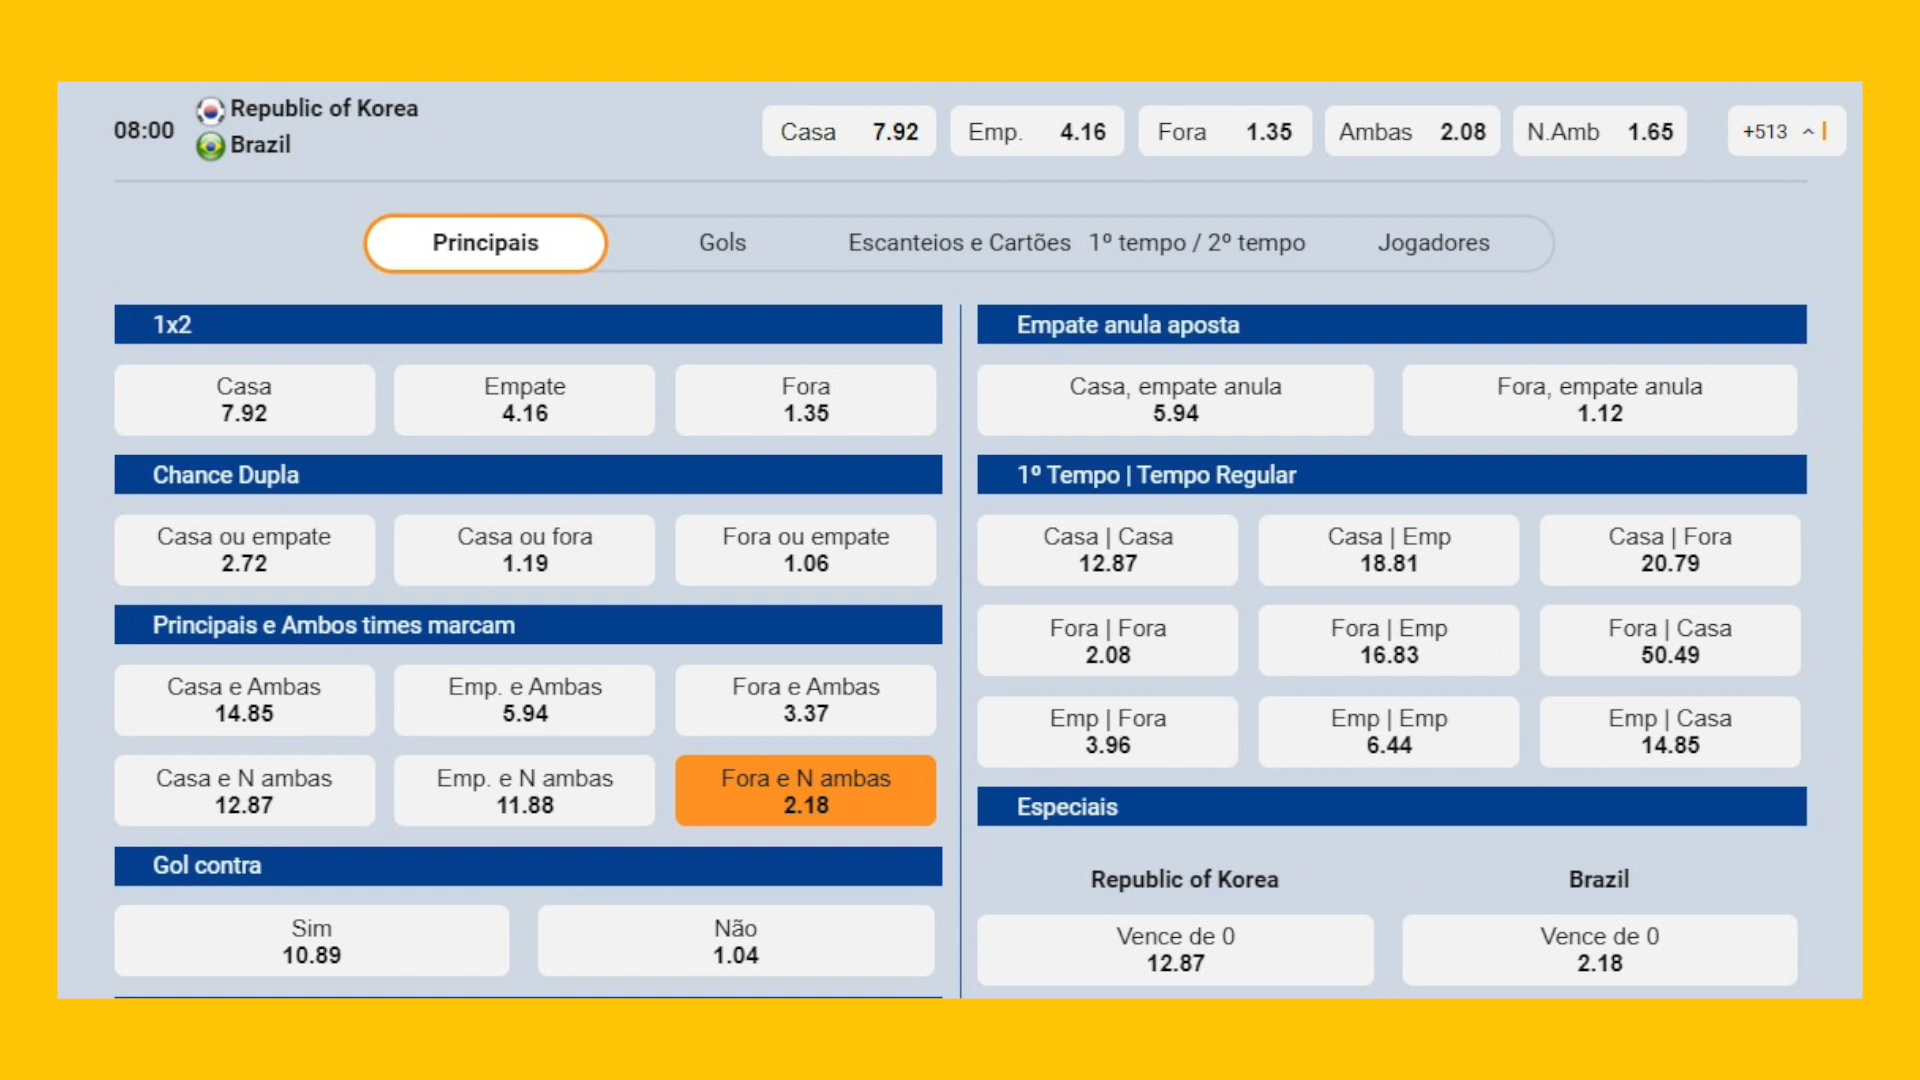 08:00
Republic of Korea
Brazil
Casa 7.92
Emp. 4.16
Fora 1.35
Ambas 2.08
N.Amb 1.65
+513
Principais
Gols
Escanteios e Cartões
1º tempo / 2º tempo
Jogadores
1x2
Casa
7.92
Empate
4.16
Fora
1.35
Chance Dupla
Casa ou empate
2.72
Casa ou fora
1.19
Fora ou empate
1.06
Principais e Ambos times marcam
Casa e Ambas
14.85
Emp. e Ambas
5.94
Fora e Ambas
3.37
Casa e N ambas
12.87
Emp. e N ambas
11.88
Fora e N ambas
2.18
Gol contra
Sim
10.89
Não
1.04
Empate anula aposta
Casa, empate anula
5.94
Fora, empate anula
1.12
1º Tempo | Tempo Regular
Casa | Casa
12.87
Casa | Emp
18.81
Casa | Fora
20.79
Fora | Fora
2.08
Fora | Emp
16.83
Fora | Casa
50.49
Emp | Fora
3.96
Emp | Emp
6.44
Emp | Casa
14.85
Especiais
Republic of Korea
Brazil
Vence de 0
12.87
Vence de 0
2.18